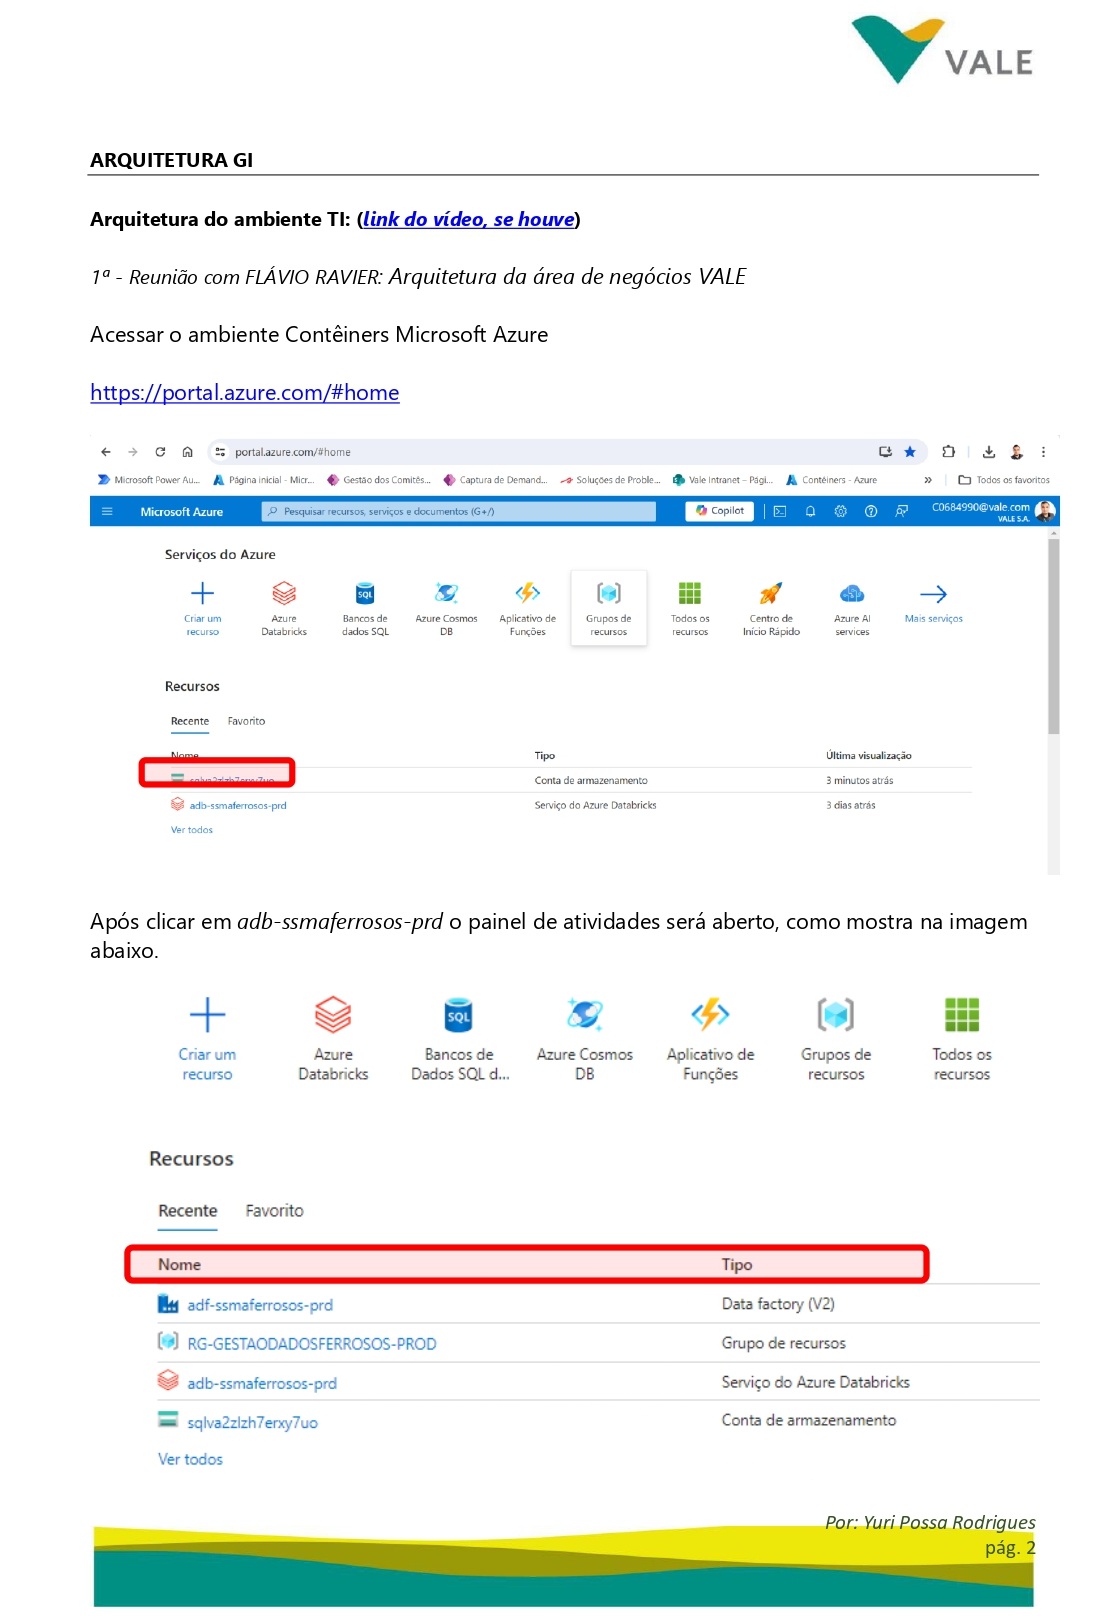 VALE
ARQUITETURA GI
Arquitetura do ambiente TI: (link do vídeo, se houve)
1ª - Reunião com FLÁVIO RAVIER: Arquitetura da área de negócios VALE
Acessar o ambiente Contêiners Microsoft Azure
https://portal.azure.com/#home
portal.azure.com/#home
Microsoft Power Au... Página inicial - Micr... Gestão dos Comitês... Captura de Demand... Soluções de Proble... Vale Intranet – Pági... Contêiners - Azure » Todos os favoritos
Microsoft Azure Pesquisar recursos, serviços e documentos (G+/) Copilot C0684990@vale.com
VALE S.A.
Serviços do Azure
Criar um Azure Bancos de Azure Cosmos Aplicativo de Grupos de Todos os Centro de Azure AI Mais serviços
recurso Databricks dados SQL DB Funções recursos recursos Início Rápido services
Recursos
Recente Favorito
Nome Tipo Última visualização
sqlva2zlzh7erxy7uo Conta de armazenamento 3 minutos atrás
adb-ssmaferrosos-prd Serviço do Azure Databricks 3 dias atrás
Ver todos
Após clicar em adb-ssmaferrosos-prd o painel de atividades será aberto, como mostra na imagem
abaixo.
SQL
Criar um Azure Bancos de Azure Cosmos Aplicativo de Grupos de Todos os
recurso Databricks Dados SQL d... DB Funções recursos recursos
Recursos
Recente Favorito
Nome Tipo
adf-ssmaferrosos-prd Data factory (V2)
RG-GESTAODADOSFERROSOS-PROD Grupo de recursos
adb-ssmaferrosos-prd Serviço do Azure Databricks
sqlva2zlzh7erxy7uo Conta de armazenamento
Ver todos
Por: Yuri Possa Rodrigues
pág. 2